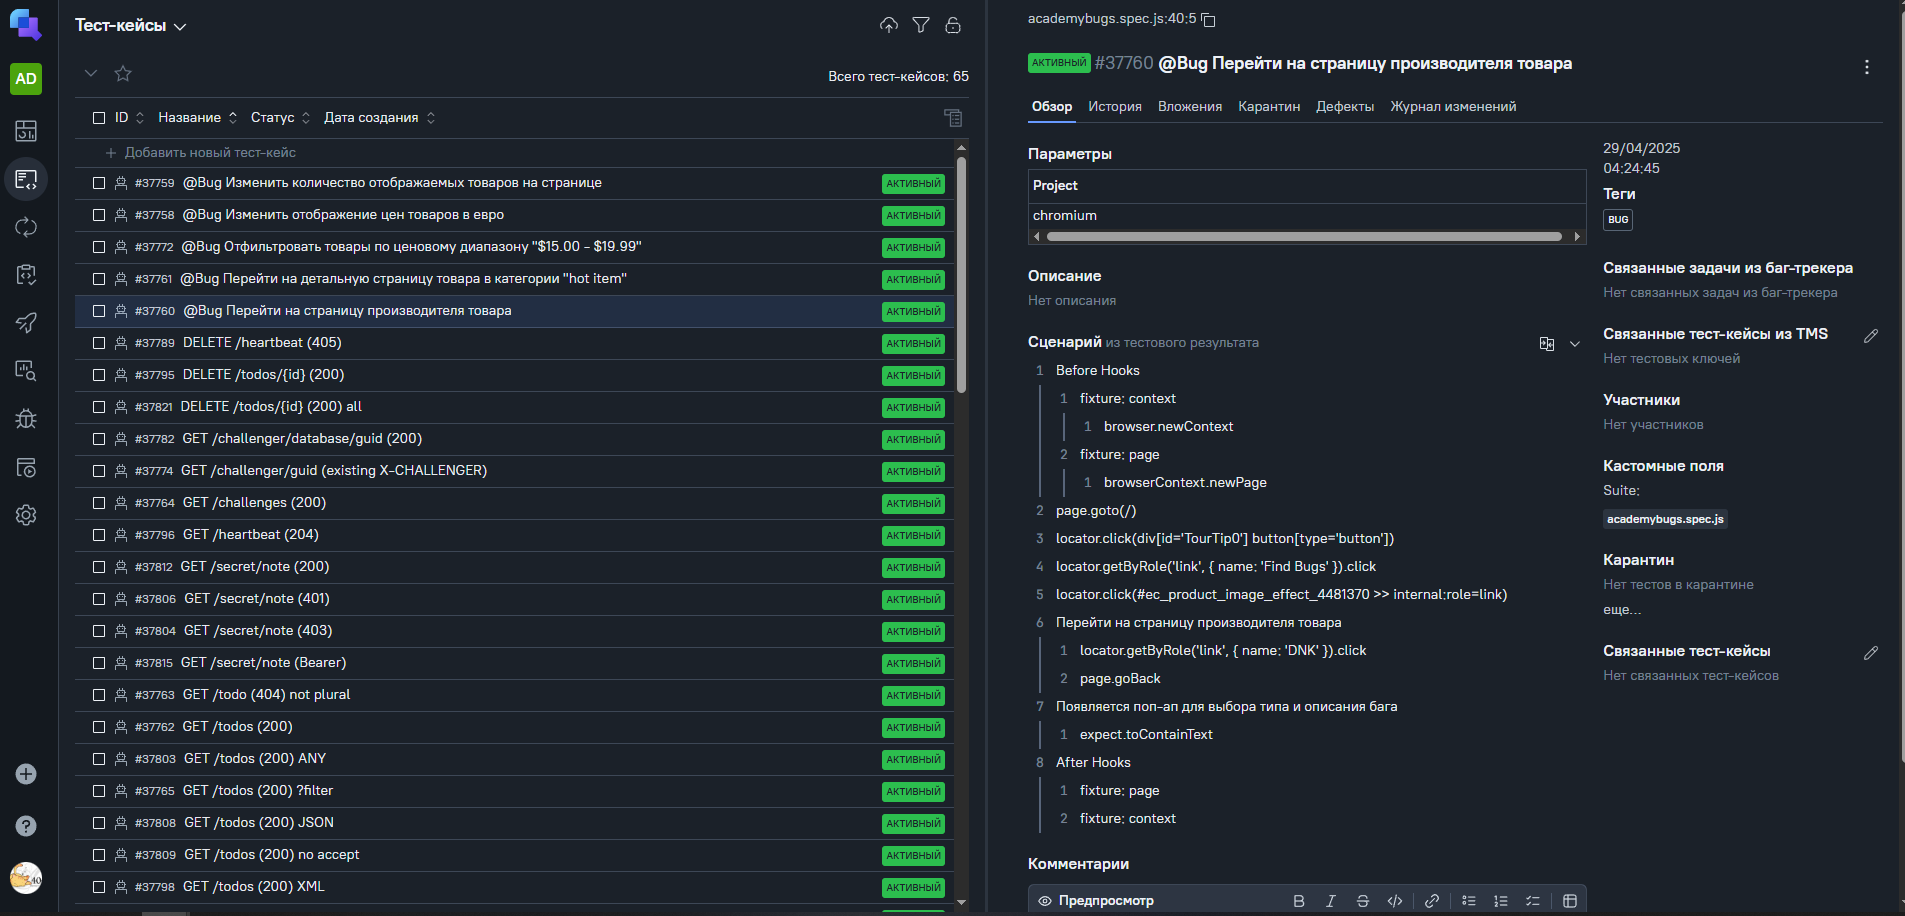 AD
Тест-кейсы
Всего тест-кейсов: 65
ID Название Статус Дата создания
+ Добавить новый тест-кейс
#37759 @Bug Изменить количество отображаемых товаров на странице АКТИВНЫЙ
#37758 @Bug Изменить отображение цен товаров в евро АКТИВНЫЙ
#37772 @Bug Отфильтровать товары по ценовому диапазону "$15.00 - $19.99" АКТИВНЫЙ
#37761 @Bug Перейти на детальную страницу товара в категории "hot item" АКТИВНЫЙ
#37760 @Bug Перейти на страницу производителя товара АКТИВНЫЙ
#37789 DELETE /heartbeat (405) АКТИВНЫЙ
#37795 DELETE /todos/{id} (200) АКТИВНЫЙ
#37821 DELETE /todos/{id} (200) all АКТИВНЫЙ
#37782 GET /challenger/database/guid (200) АКТИВНЫЙ
#37774 GET /challenger/guid (existing X-CHALLENGER) АКТИВНЫЙ
#37764 GET /challenges (200) АКТИВНЫЙ
#37796 GET /heartbeat (204) АКТИВНЫЙ
#37812 GET /secret/note (200) АКТИВНЫЙ
#37806 GET /secret/note (401) АКТИВНЫЙ
#37804 GET /secret/note (403) АКТИВНЫЙ
#37815 GET /secret/note (Bearer) АКТИВНЫЙ
#37763 GET /todo (404) not plural АКТИВНЫЙ
#37762 GET /todos (200) АКТИВНЫЙ
#37803 GET /todos (200) ANY АКТИВНЫЙ
#37765 GET /todos (200) ?filter АКТИВНЫЙ
#37808 GET /todos (200) JSON АКТИВНЫЙ
#37809 GET /todos (200) no accept АКТИВНЫЙ
#37798 GET /todos (200) XML АКТИВНЫЙ
academybugs.spec.js:40:5
АКТИВНЫЙ #37760 @Bug Перейти на страницу производителя товара
Обзор История Вложения Карантин Дефекты Журнал изменений
Параметры
Project
chromium
Описание
Нет описания
Сценарий из тестового результата
1 Before Hooks
1 fixture: context
1 browser.newContext
2 fixture: page
1 browserContext.newPage
2 page.goto(/)
3 locator.click(div[id='TourTip0'] button[type='button'])
4 locator.getByRole('link', { name: 'Find Bugs' }).click
5 locator.click(#ec_product_image_effect_4481370 >> internal:role=link)
6 Перейти на страницу производителя товара
1 locator.getByRole('link', { name: 'DNK' }).click
2 page.goBack
7 Появляется поп-ап для выбора типа и описания бага
1 expect.toContainText
8 After Hooks
1 fixture: page
2 fixture: context
Комментарии
Предпросмотр
29/04/2025
04:24:45
Теги
BUG
Связанные задачи из баг-трекера
Нет связанных задач из баг-трекера
Связанные тест-кейсы из TMS
Нет тестовых ключей
Участники
Нет участников
Кастомные поля
Suite:
academybugs.spec.js
Карантин
Нет тестов в карантине
еще...
Связанные тест-кейсы
Нет связанных тест-кейсов